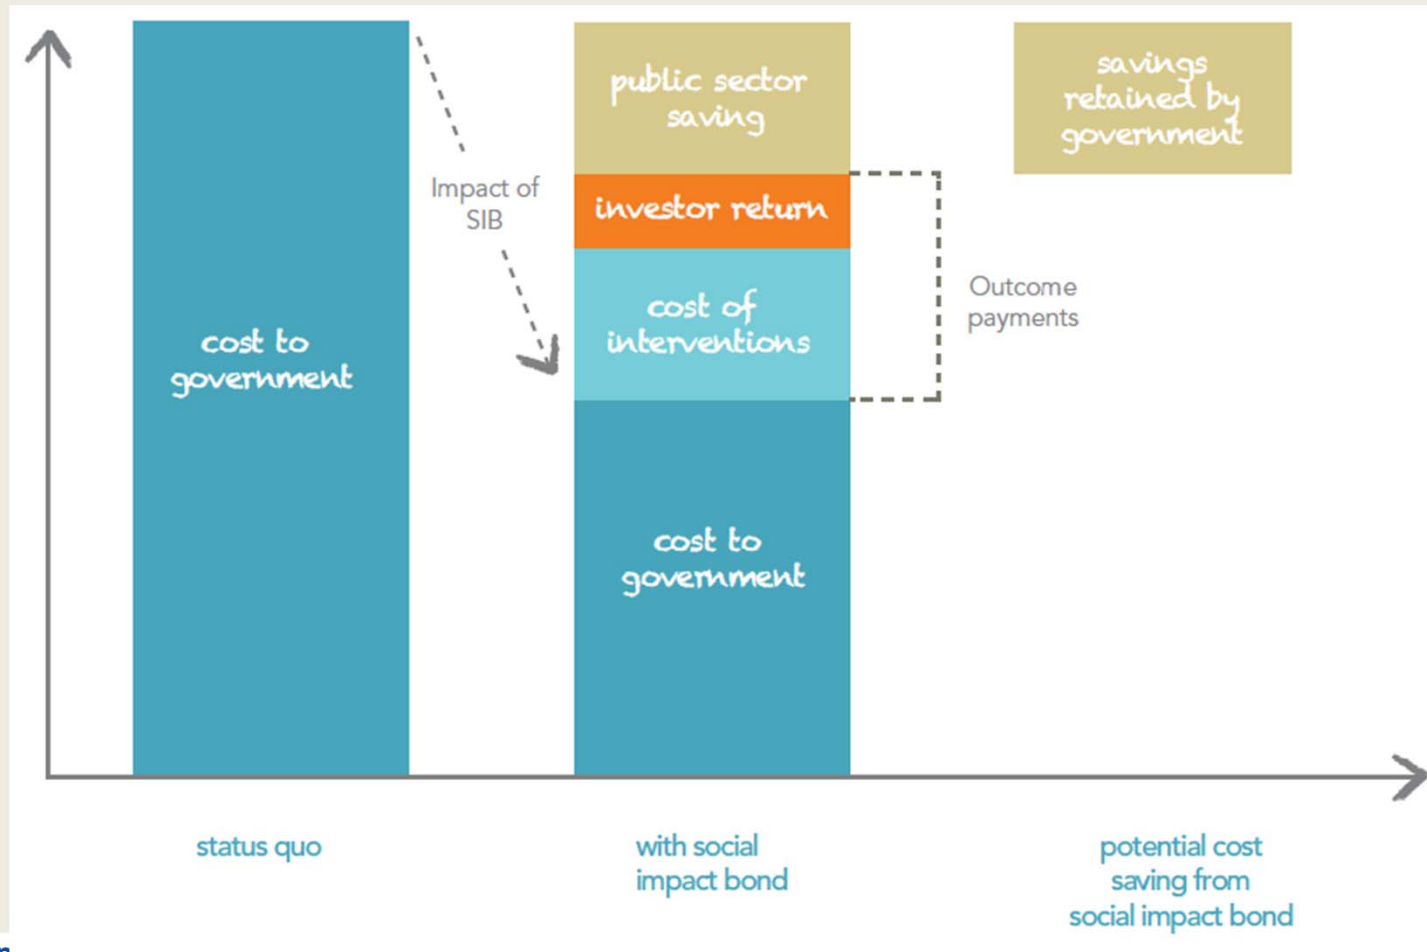 cost to
government
Impact of
SIB
public sector
saving
investor return
cost of
interventions
cost to
government
Outcome
payments
savings
retained by
government
status quo
with social
impact bond
potential cost
saving from
social impact bond